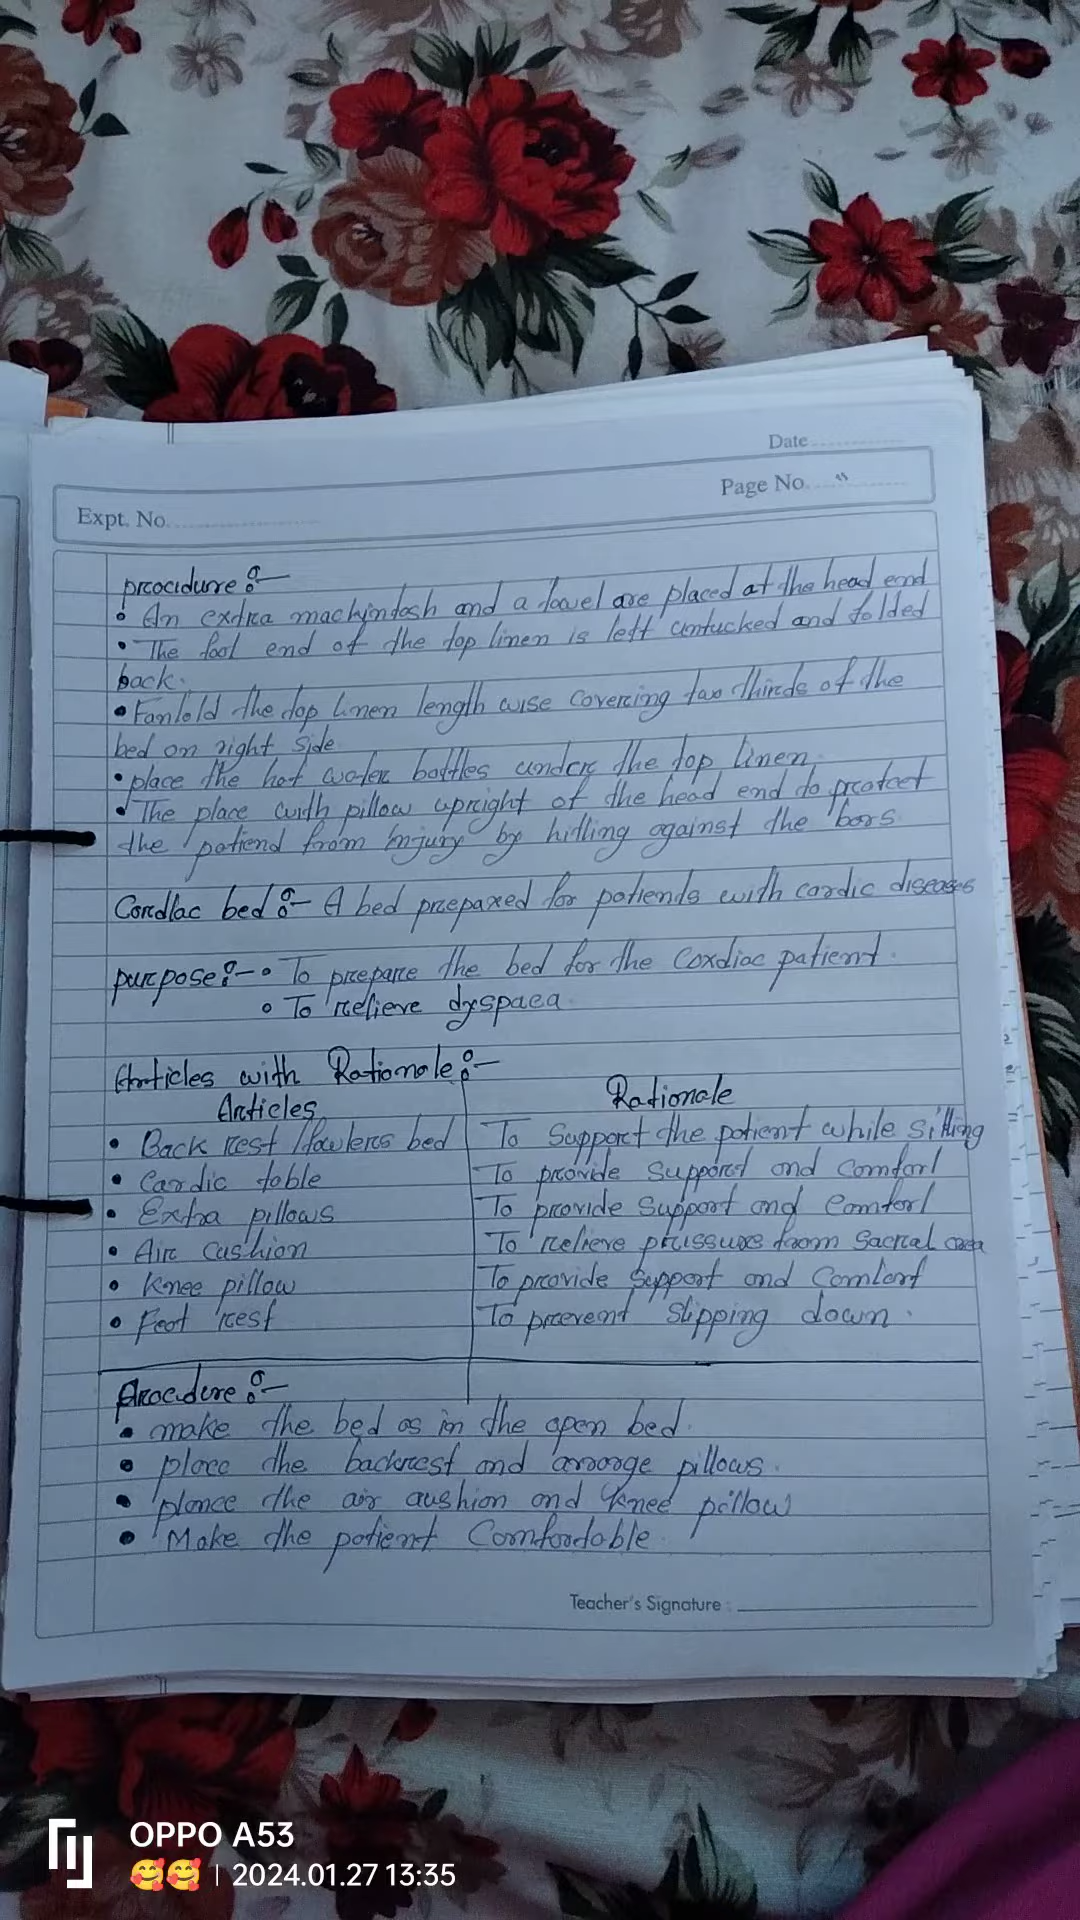 Date
Page No. "
Expt. No.
procidure :-
• An extra machintosh and a towel are placed at the head end
• The foot end of the top linen is left untucked and folded
back.
• Fanfold the top linen length wise covering two thirds of the
bed on right side
• place the hot water bottles under the top linen.
• The place with pillow upright of the head end to protect
the patiend from injury by hitting against the bars.
Cardiac bed :- A bed prepared for patiends with cardic diseases
purpose :- • To prepare the bed for the Cardiac patient.
• To relieve dyspaea
Articles with Rationale :-
Articles
Rationale
• Back rest / fowlers bed To Support the patient while sitting
• Cardic table To provide support and comfort
• Extra pillows To provide support and comfort
• Air cushion To relieve pressure from sacral area
• Knee pillow To provide support and Comfort
• Foot rest To prevent slipping down.
procedure :-
• make the bed as in the open bed.
• place the backrest and arrarge pillows.
• plance the air cushion and knee pillow
• Make the patient Comfordable.
Teacher's Signature :
OPPO A53
🥰🥰 | 2024.01.27 13:35